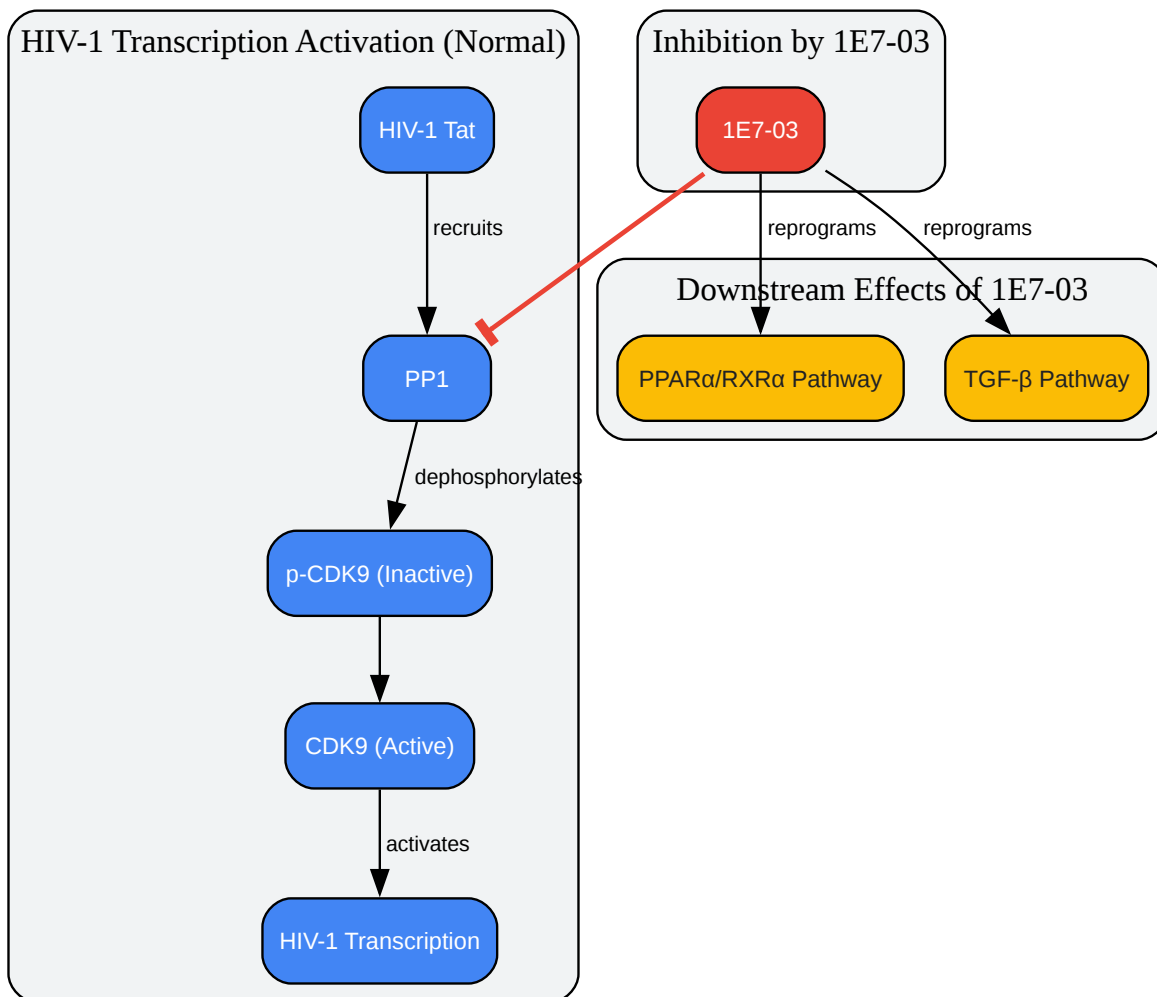 HIV-1 Transcription Activation (Normal)
HIV-1 Tat
recruits
PP1
dephosphorylates
p-CDK9 (Inactive)
CDK9 (Active)
activates
HIV-1 Transcription
Inhibition by 1E7-03
1E7-03
reprograms
reprograms
Downstream Effects of 1E7-03
PPARα/RXRα Pathway
TGF-β Pathway